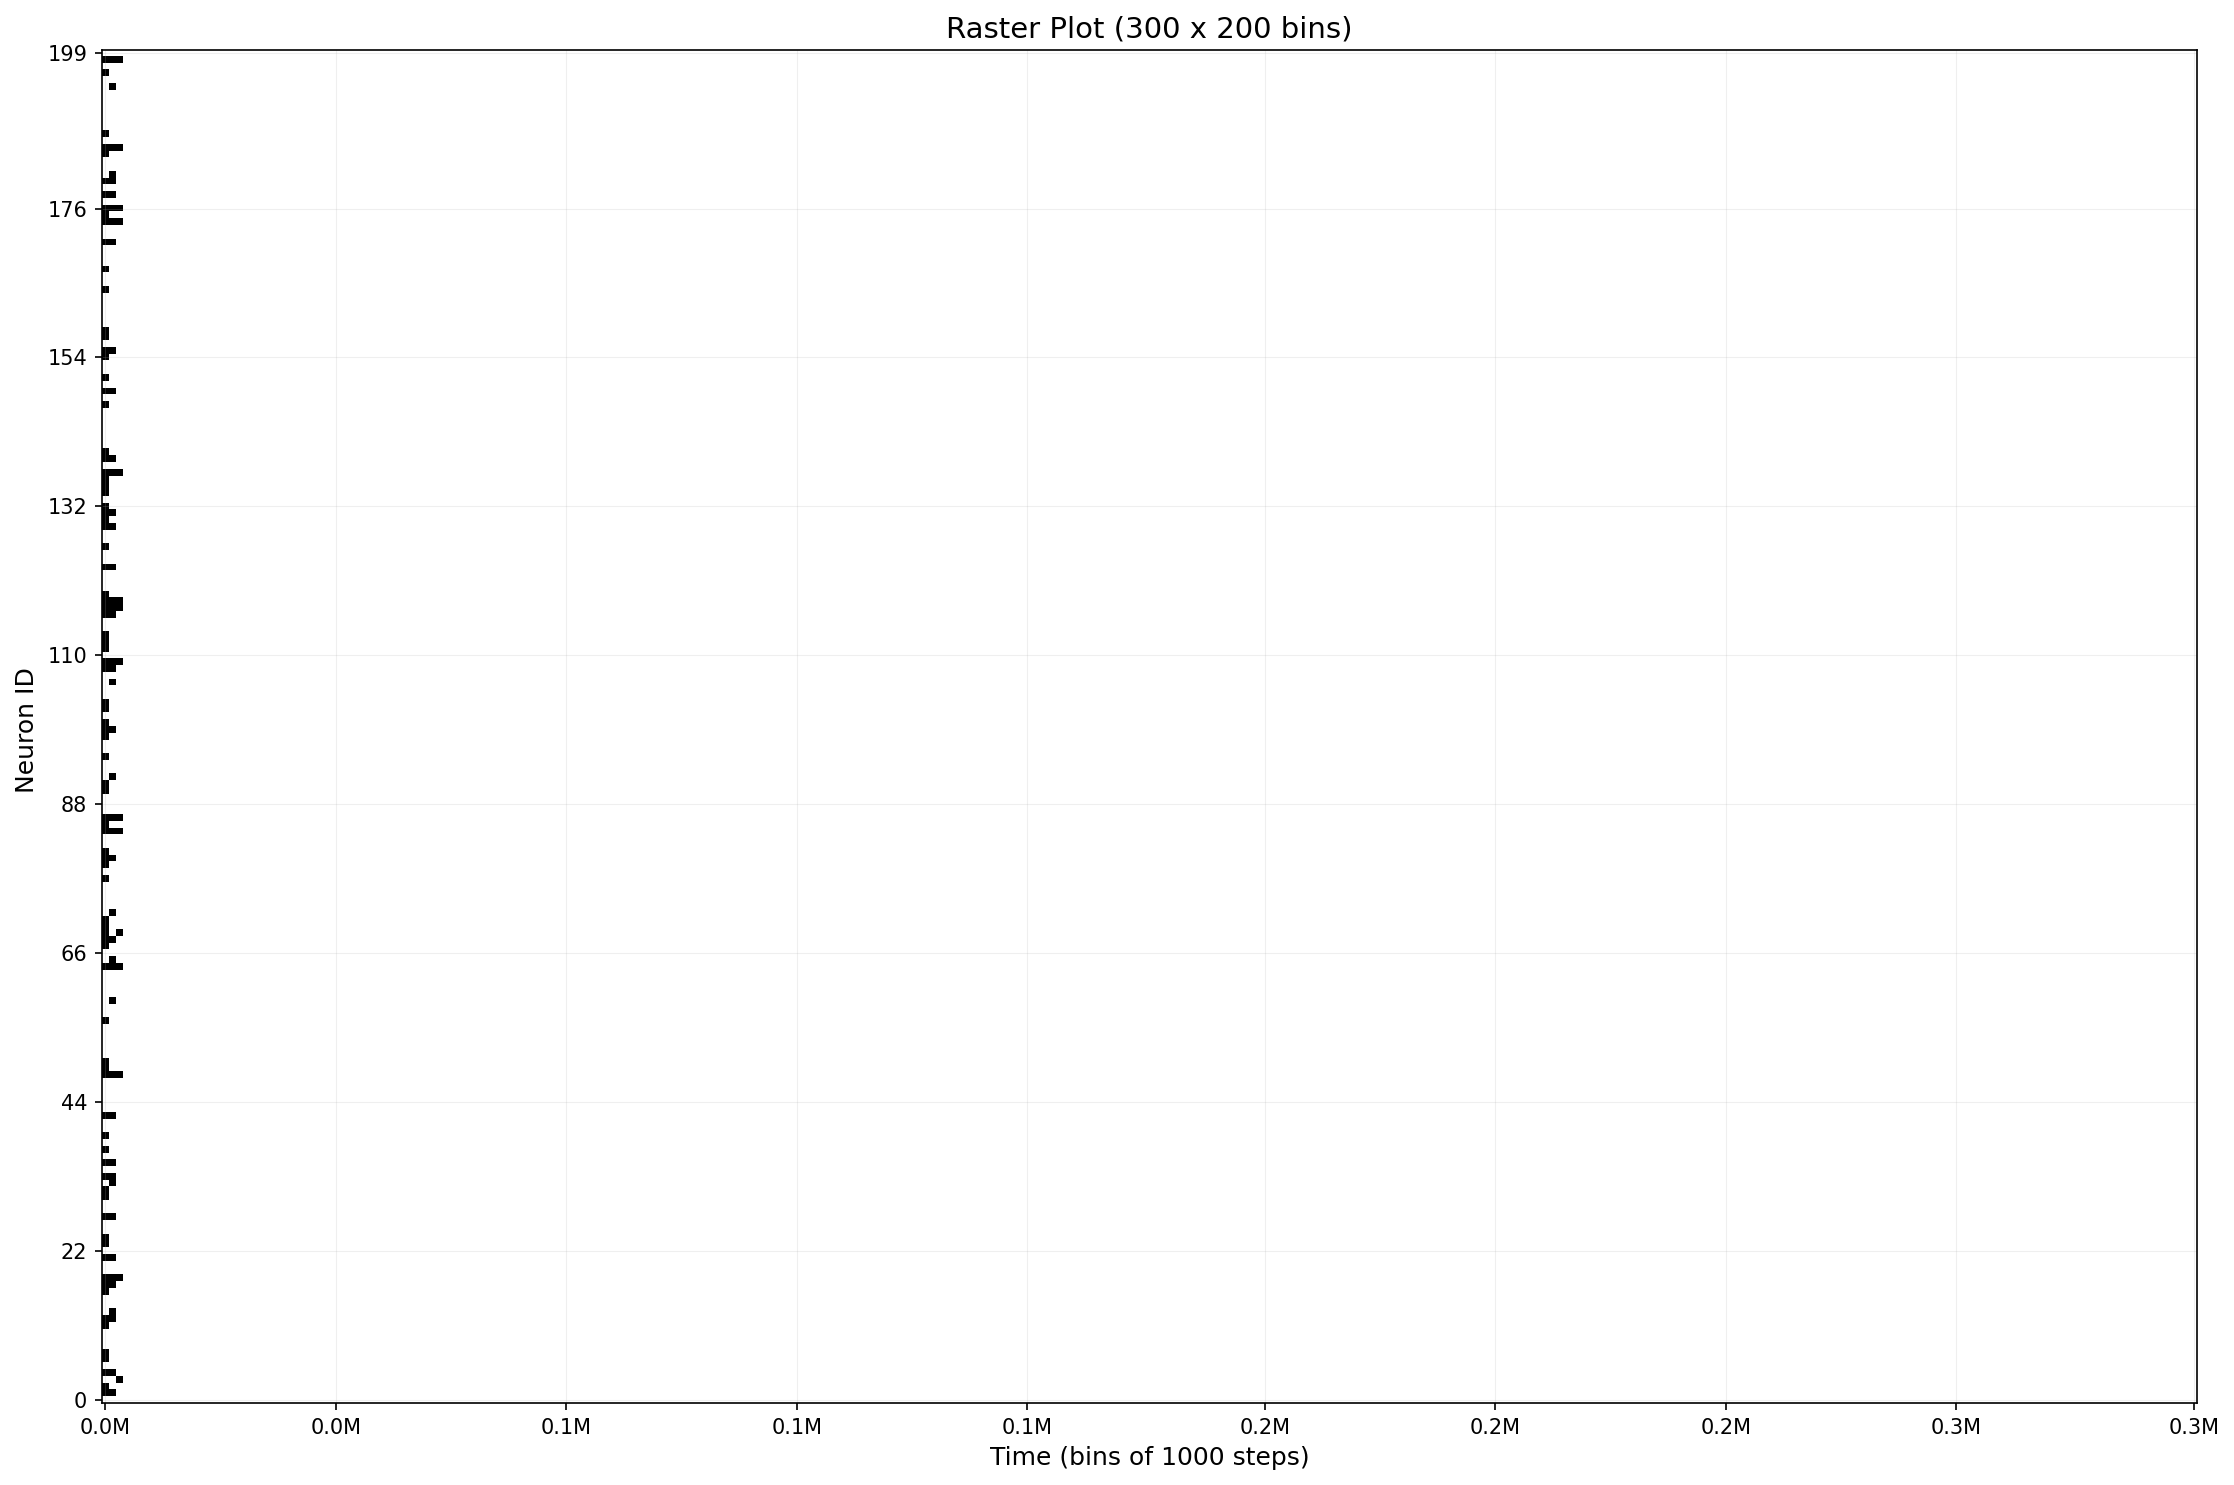 Raster Plot (300 x 200 bins)
199
176
154
132
110
88
66
44
22
0
Neuron ID
0.0M 0.0M 0.1M 0.1M 0.1M 0.2M 0.2M 0.2M 0.3M 0.3M
Time (bins of 1000 steps)